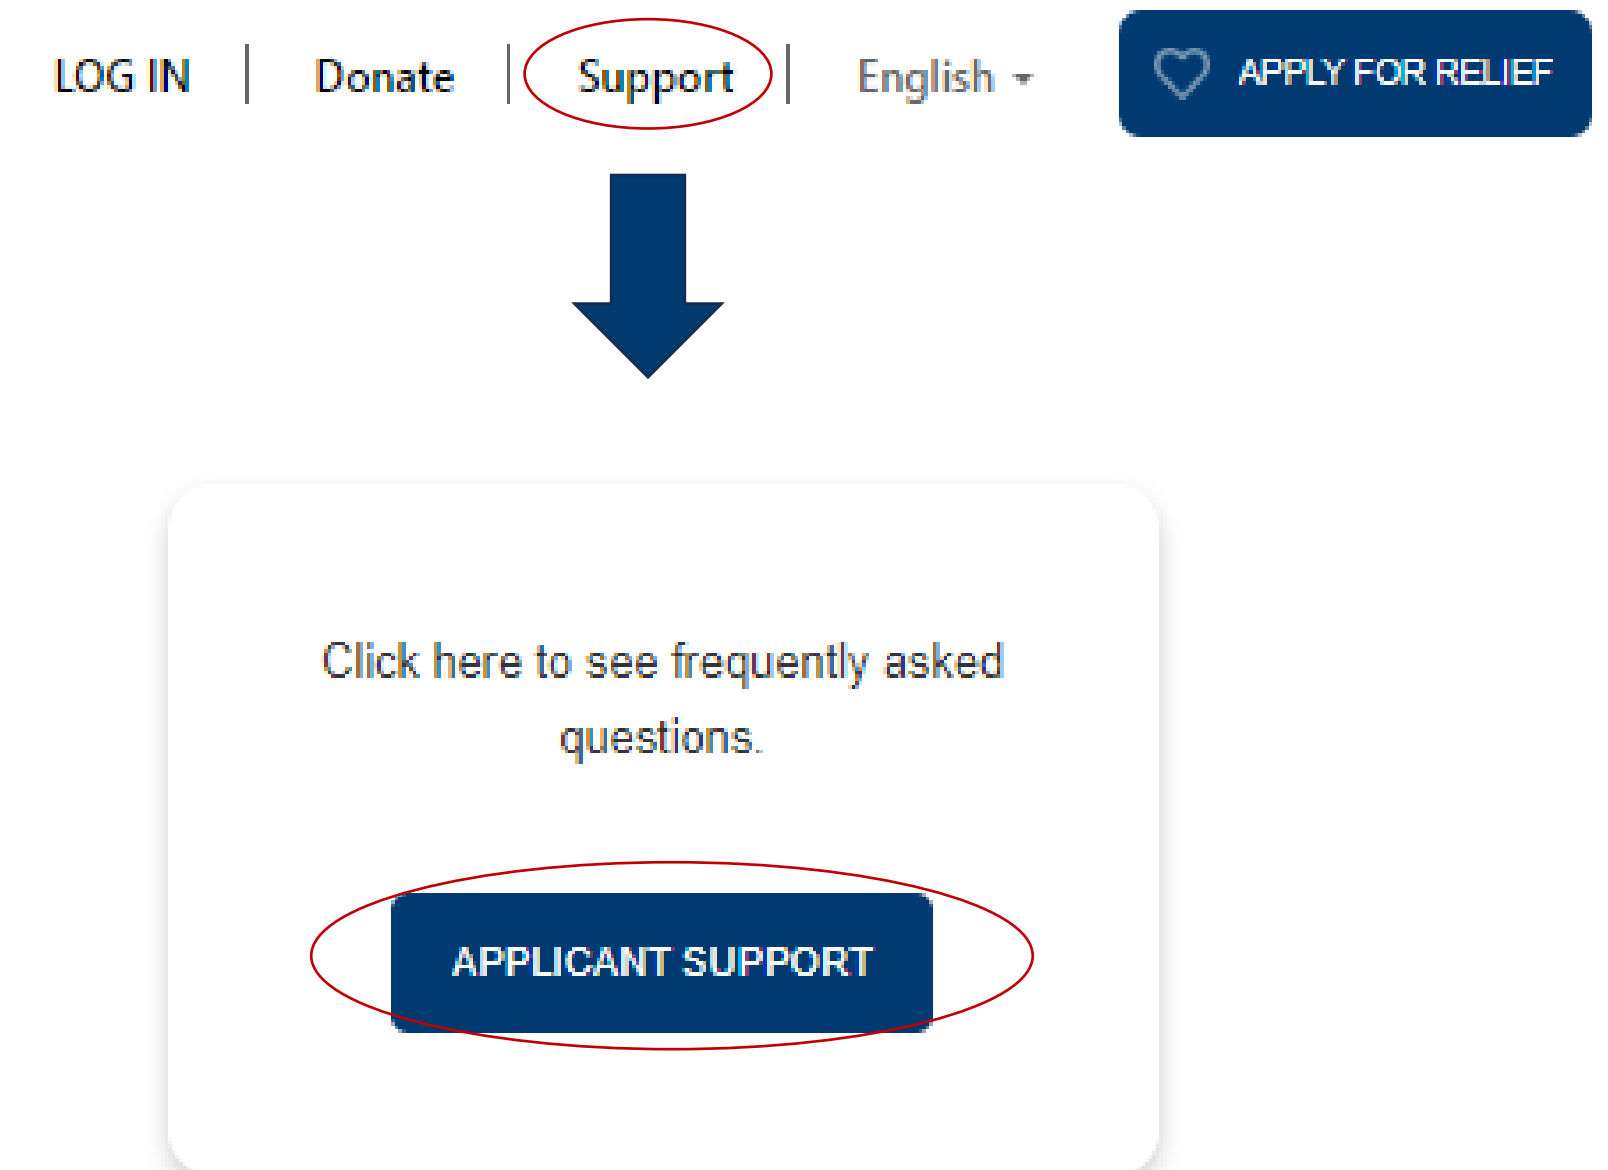 LOG IN Donate Support English APPLY FOR RELIEF
Click here to see frequently asked
questions.
APPLICANT SUPPORT